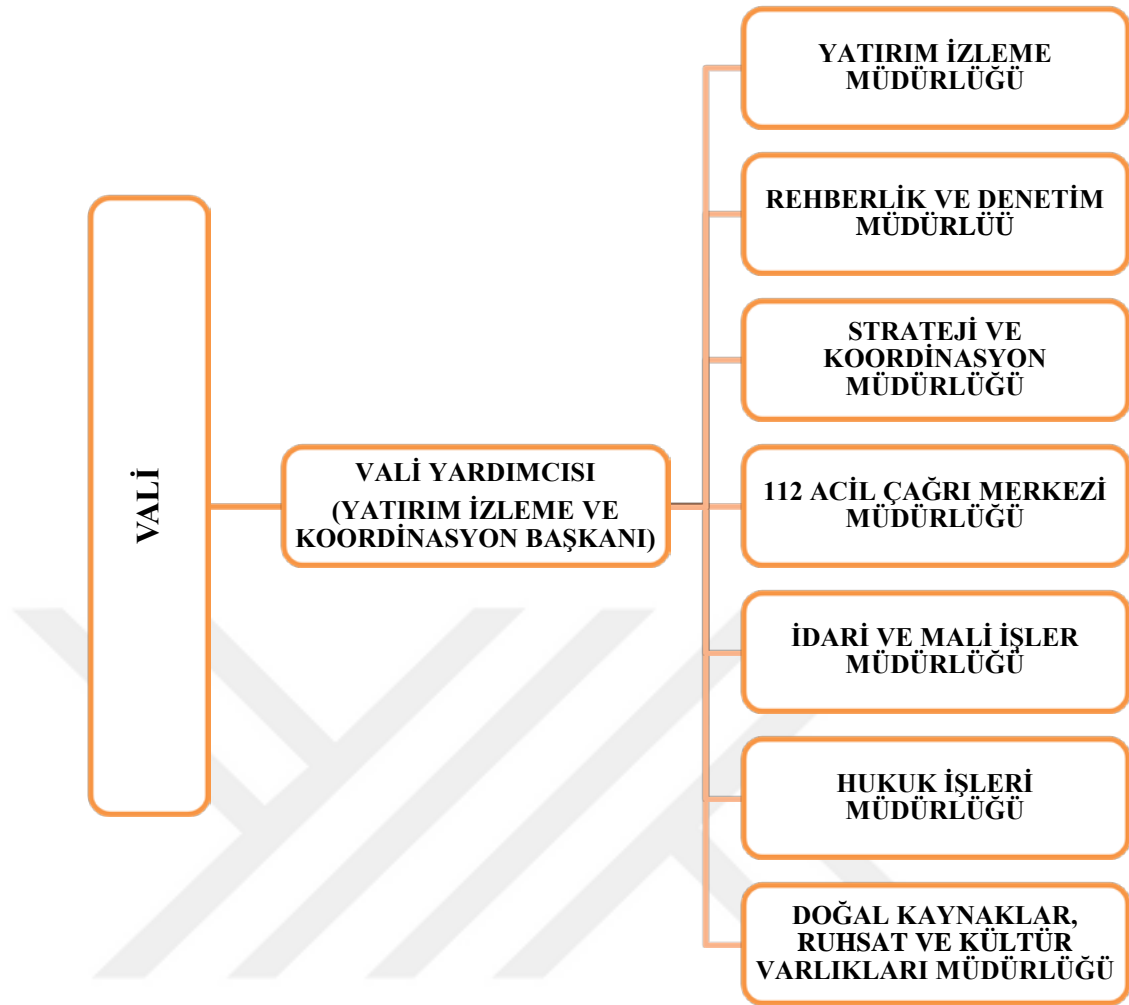 VALİ
VALİ YARDIMCISI
(YATIRIM İZLEME VE
KOORDİNASYON BAŞKANI)
YATIRIM İZLEME
MÜDÜRLÜĞÜ
REHBERLİK VE DENETİM
MÜDÜRLÜÜ
STRATEJİ VE
KOORDİNASYON
MÜDÜRLÜĞÜ
112 ACİL ÇAĞRI MERKEZİ
MÜDÜRLÜĞÜ
İDARİ VE MALİ İŞLER
MÜDÜRLÜĞÜ
HUKUK İŞLERİ
MÜDÜRLÜĞÜ
DOĞAL KAYNAKLAR,
RUHSAT VE KÜLTÜR
VARLIKLARI MÜDÜRLÜĞÜ